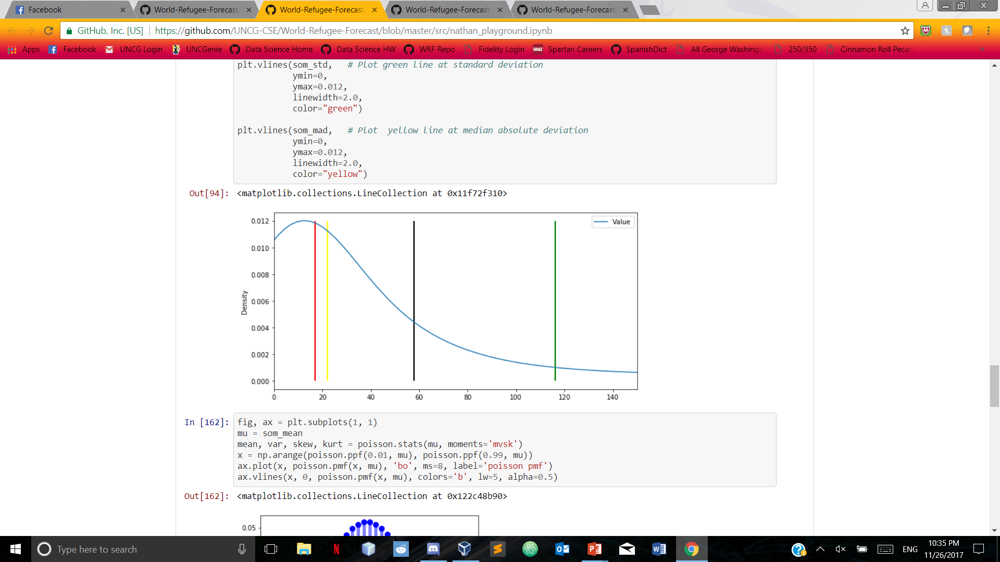 Facebook
World-Refugee-Forecast
World-Refugee-Forecast
World-Refugee-Forecast
World-Refugee-Forecast
GitHub, Inc. [US] https://github.com/UNCG-CSE/World-Refugee-Forecast/blob/master/src/nathan_playground.ipynb
Apps Facebook UNCG Login UNCGenie Data Science Home Data Science HW WRF Repo Fidelity Login Spartan Careers SpanishDict All George Washingt 250/350 Cinnamon Roll Pecan
plt.vlines(som_std,   # Plot green line at standard deviation
ymin=0,
ymax=0.012,
linewidth=2.0,
color="green")
plt.vlines(som_mad,   # Plot  yellow line at median absolute deviation
ymin=0,
ymax=0.012,
linewidth=2.0,
color="yellow")
Out[94]: <matplotlib.collections.LineCollection at 0x11f72f310>
Value
0.012
0.010
0.008
0.006
0.004
0.002
0.000
Density
0 20 40 60 80 100 120 140
In [162]: fig, ax = plt.subplots(1, 1)
mu = som_mean
mean, var, skew, kurt = poisson.stats(mu, moments='mvsk')
x = np.arange(poisson.ppf(0.01, mu), poisson.ppf(0.99, mu))
ax.plot(x, poisson.pmf(x, mu), 'bo', ms=8, label='poisson pmf')
ax.vlines(x, 0, poisson.pmf(x, mu), colors='b', lw=5, alpha=0.5)
Out[162]: <matplotlib.collections.LineCollection at 0x122c48b90>
0.05
Type here to search
ENG
10:35 PM
11/26/2017